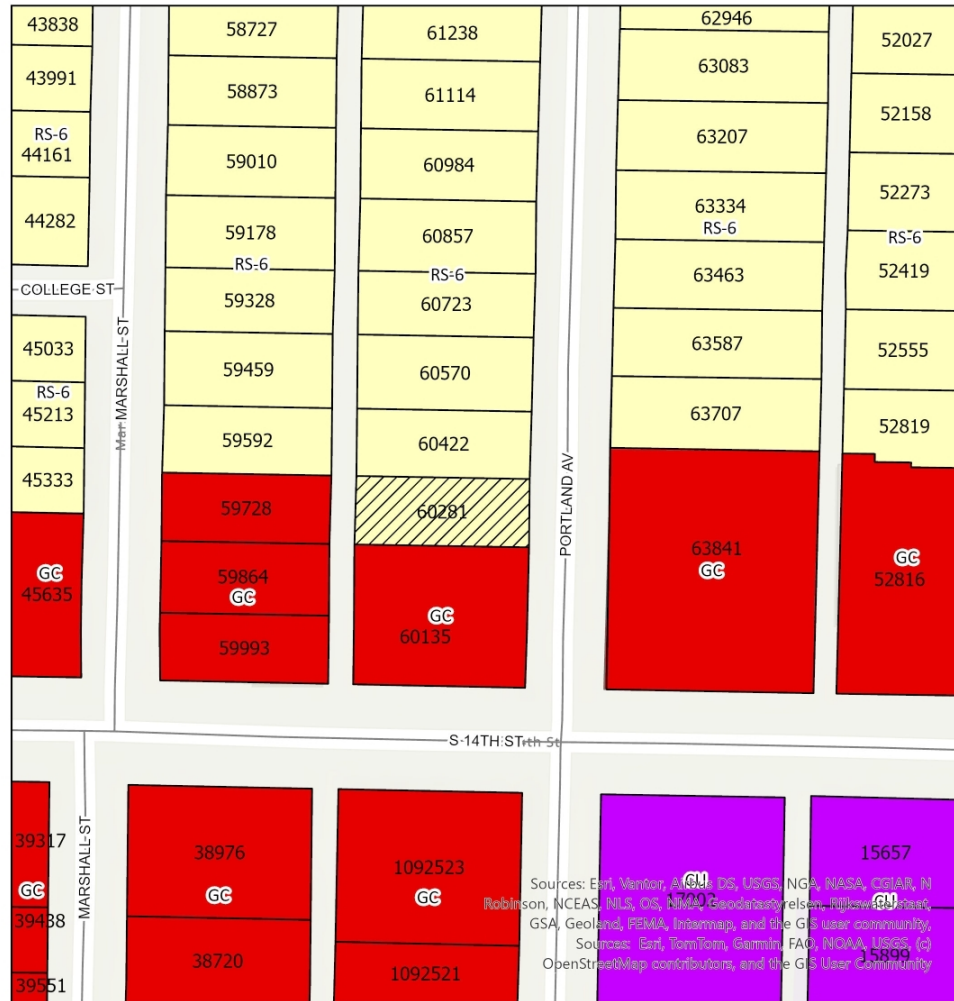 43838
58727
61238
62946
52027
43991
58873
61114
63083
52158
RS-6
44161
59010
60984
63207
52273
44282
59178
60857
63334
RS-6
RS-6
RS-6
RS-6
52419
COLLEGE ST
59328
60723
63463
45033
MARSHALL-ST
59459
60570
63587
52555
RS-6
45213
59592
60422
63707
52819
45333
59728
60281
PORTLAND AV
63841
GC
GC
52816
GC
45635
59864
GC
59993
GC
60135
S-14TH ST
MARSHALL-ST
39317
GC
39438
39551
38976
GC
38720
1092523
GC
1092521
15657
15899
Sources: Esri, Vantor, Airbus DS, USGS, NGA, NASA, CGIAR, N
Robinson, NCEAS, NLS, OS, NMA, Geodatastyrelsen, Rijkswaterstaat,
GSA, Geoland, FEMA, Intermap, and the GIS user community,
Sources: Esri, TomTom, Garmin, FAO, NOAA, USGS, (c)
OpenStreetMap contributors, and the GIS User Community